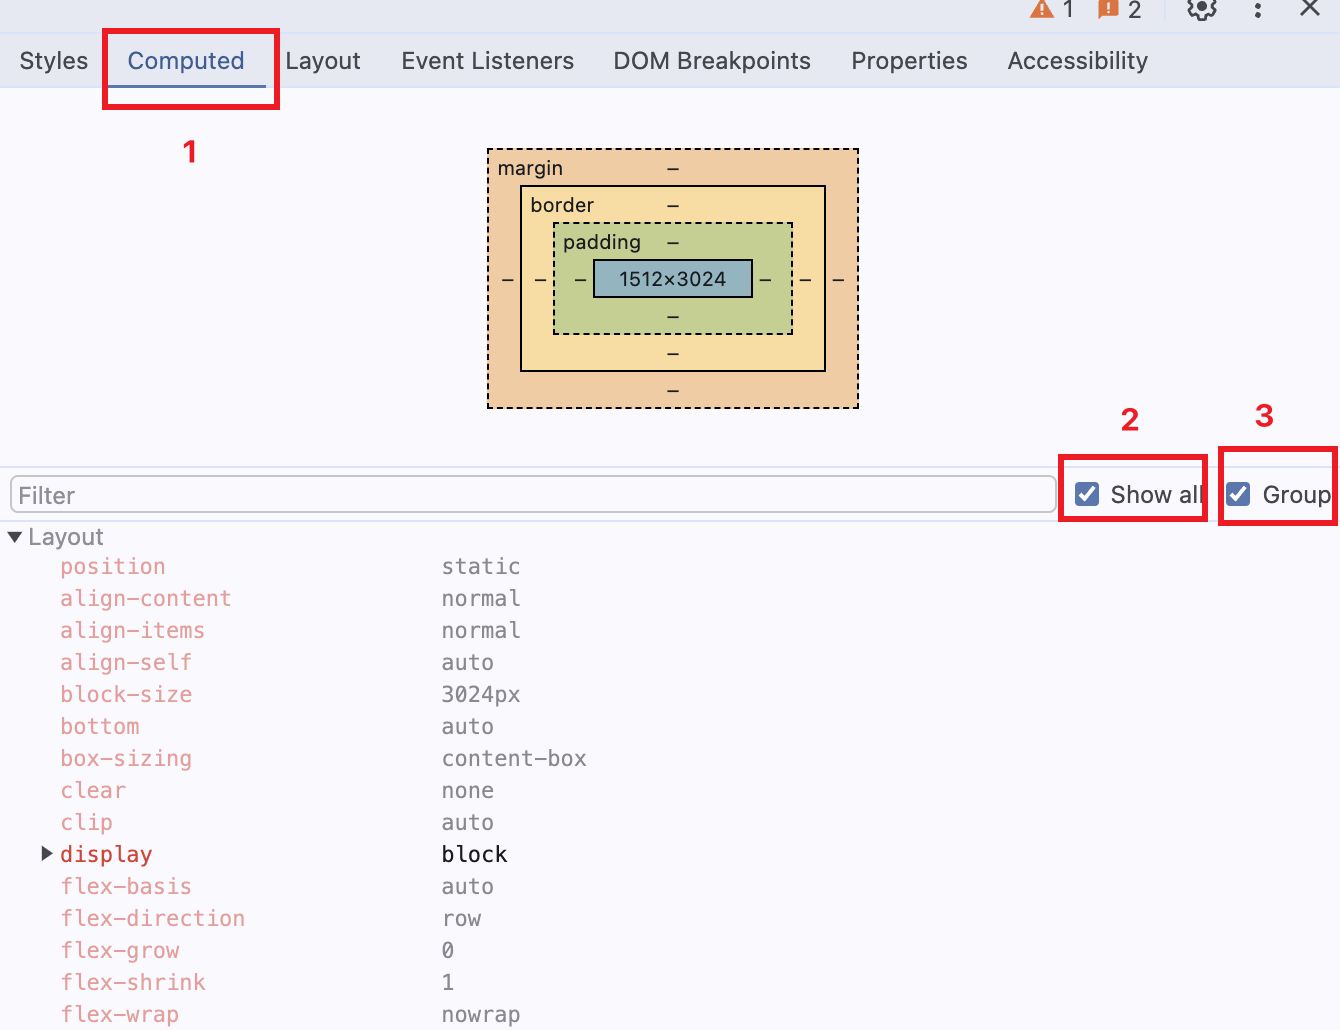 1 2
Styles Computed Layout Event Listeners DOM Breakpoints Properties Accessibility
1
margin –
border –
padding –
– – – 1512×3024 – – –
–
–
–
2 3
Filter Show all Group
Layout
position static
align-content normal
align-items normal
align-self auto
block-size 3024px
bottom auto
box-sizing content-box
clear none
clip auto
display block
flex-basis auto
flex-direction row
flex-grow 0
flex-shrink 1
flex-wrap nowrap